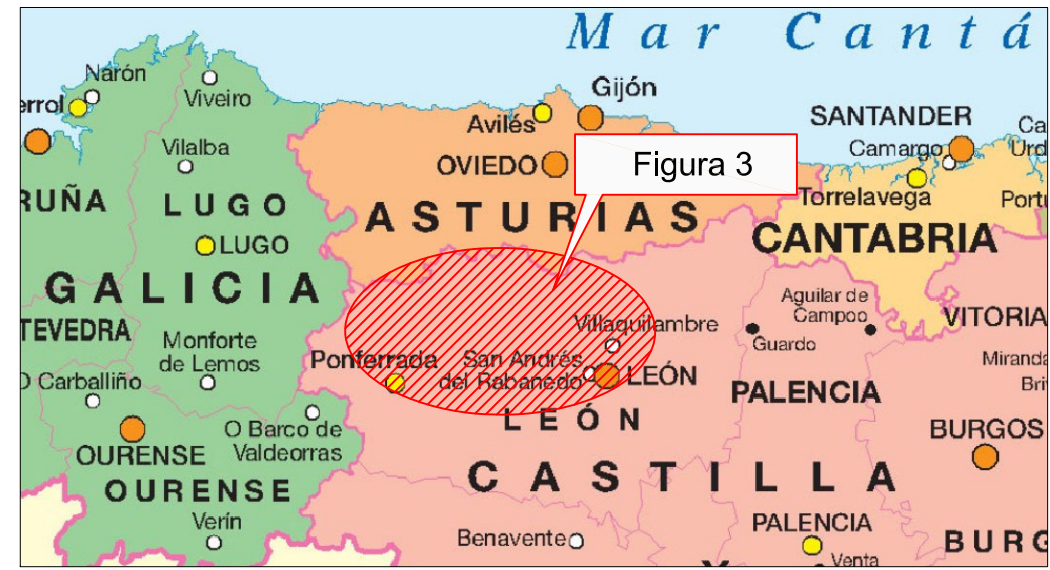 Mar Cantá
Narón
Viveiro
Gijón
errol
Avilés
SANTANDER
Ca
Vilalba
OVIEDO
Figura 3
Camargo
Urd
RUÑA
LUGO
Torrelavega
Portu
ASTURIAS
LUGO
CANTABRIA
GALICIA
Aguilar de
Campoo
TEVEDRA
Villaquilambre
VITORIA
Monforte
de Lemos
Guardo
Ponferrada
San Andrés
del Rabanedo
LEÓN
Miranda
O Carballiño
PALENCIA
Bri
LEÓN
O Barco de
Valdeorras
BURGOS
OURENSE
CASTILLA
OURENSE
Verín
Benavente
PALENCIA
BURG
Y
Venta